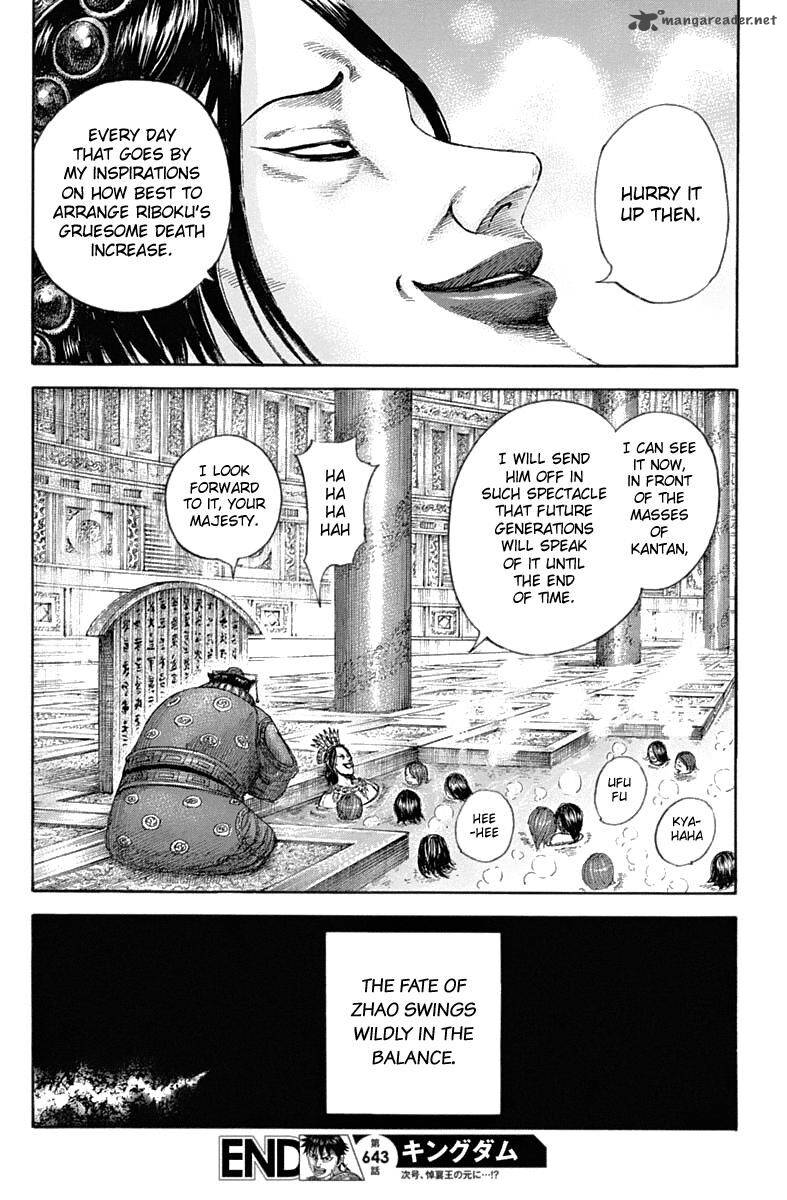 mangareader.net
HURRY IT
UP THEN.
EVERY DAY
THAT GOES BY
MY INSPIRATIONS
ON HOW BEST TO
ARRANGE RIBOKU'S
GRUESOME DEATH
INCREASE.
I CAN SEE
IT NOW,
IN FRONT
OF THE
MASSES
OF
KANTAN,
I WILL SEND
HIM OFF IN
SUCH SPECTACLE
THAT FUTURE
GENERATIONS
WILL SPEAK
OF IT UNTIL
THE END
OF TIME.
HA
HA
HA
HAH
I LOOK
FORWARD
TO IT, YOUR
MAJESTY.
UFU
FU
KYA-
HAHA
HEE
-HEE
THE FATE OF
ZHAO SWINGS
WILDLY IN THE
BALANCE.
END
第
643
話
キングダム
次号、悼襄王の元に…!?